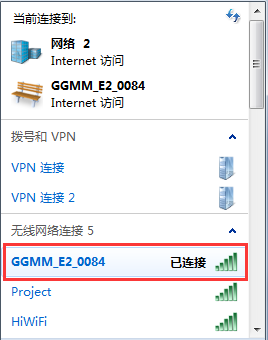 当前连接到:
网络 2
Internet 访问
GGMM_E2_0084
Internet 访问
拨号和 VPN
VPN 连接
VPN 连接 2
无线网络连接 5
GGMM_E2_0084 已连接
Project
HiWiFi